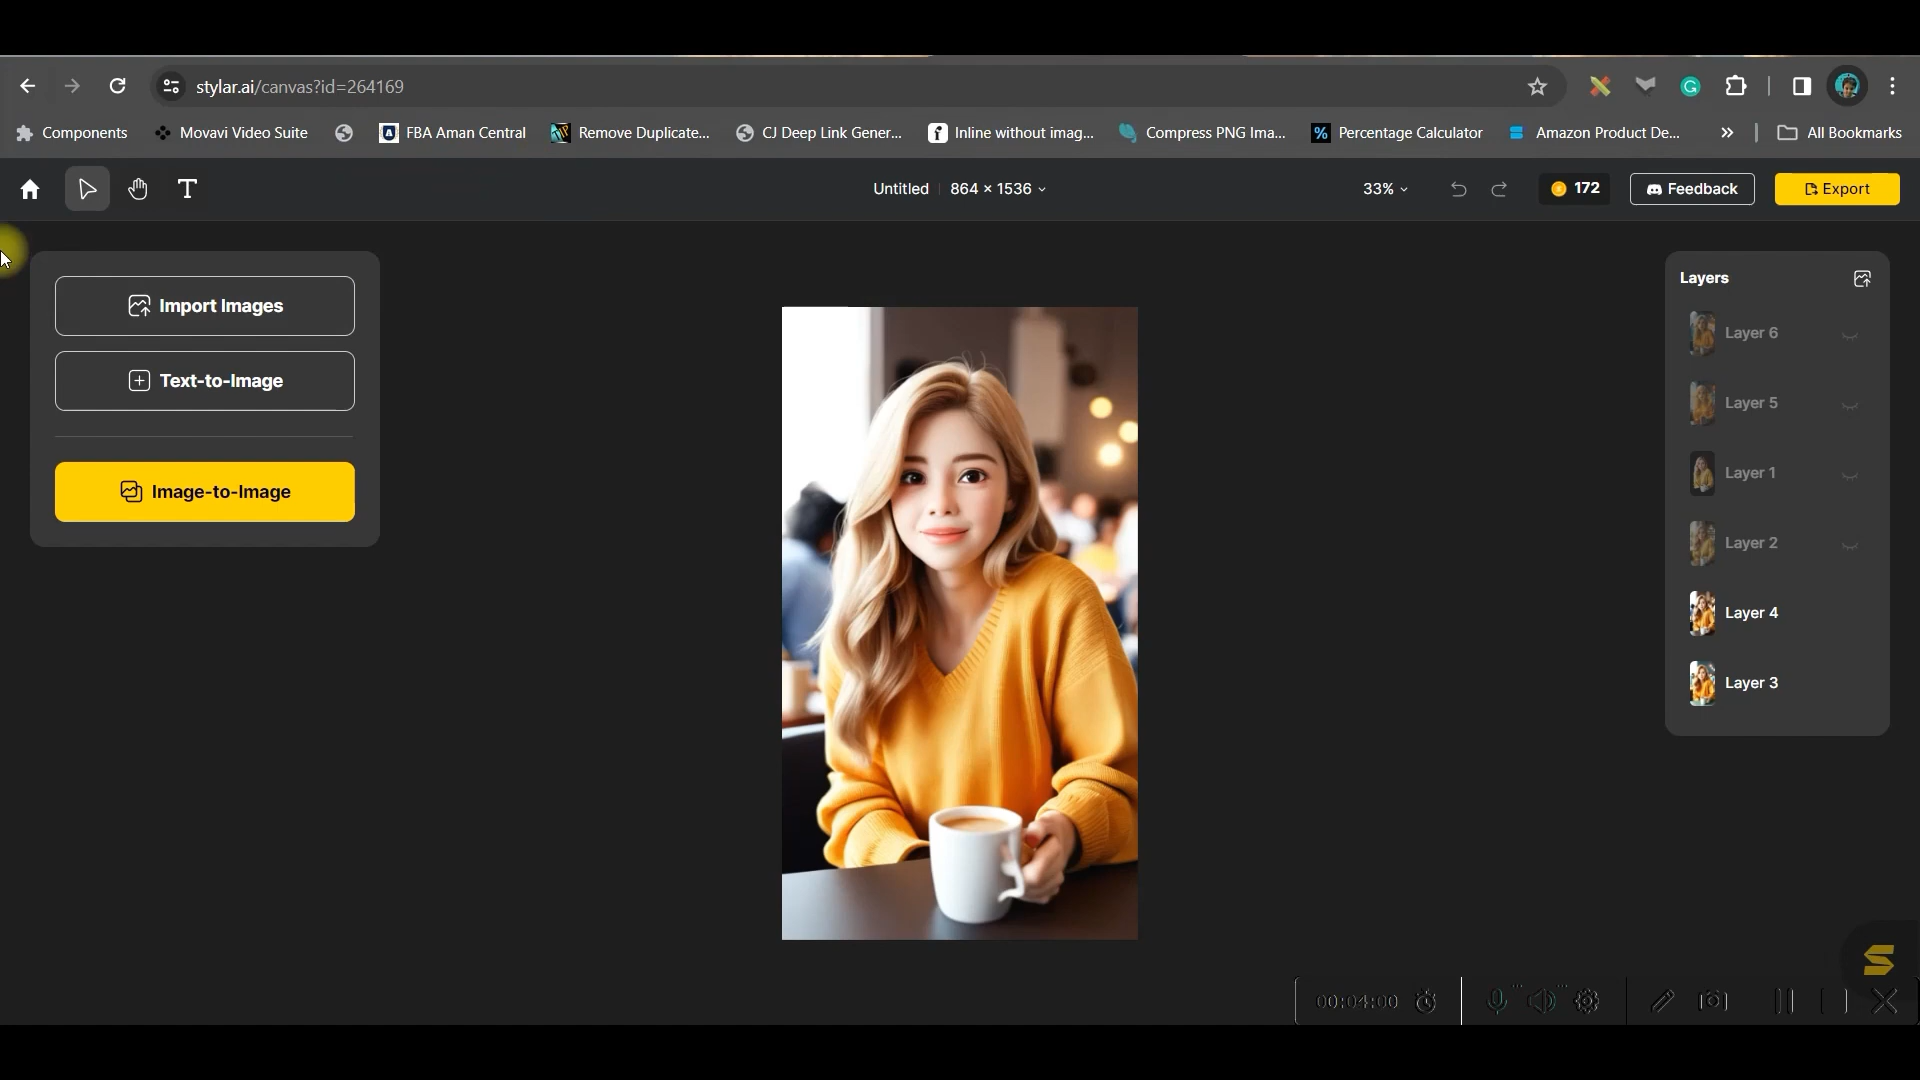 stylar.ai/canvas?id=264169
Components Movavi Video Suite FBA Aman Central Remove Duplicate... CJ Deep Link Gener... Inline without imag... Compress PNG Ima... Percentage Calculator Amazon Product De... » All Bookmarks
T Untitled 864 × 1536 33% 172 Feedback Export
Import Images
Text-to-Image
Image-to-Image
Layers
Layer 6
Layer 5
Layer 1
Layer 2
Layer 4
Layer 3
00:04:00